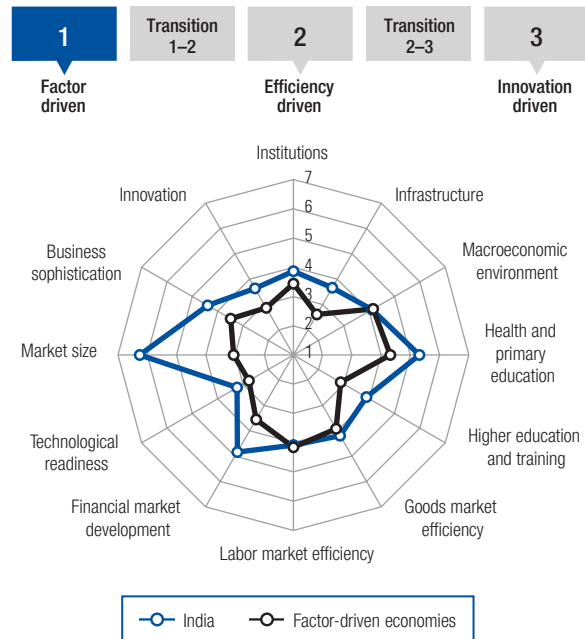 1
Transition
1–2
2
Transition
2–3
3
Factor
driven
Efficiency
driven
Innovation
driven
Institutions
7
Innovation
Infrastructure
6
5
Business
sophistication
Macroeconomic
environment
4
3
2
Market size
1
Health and
primary
education
Technological
readiness
Higher education
and training
Financial market
development
Goods market
efficiency
Labor market efficiency
India
Factor-driven economies